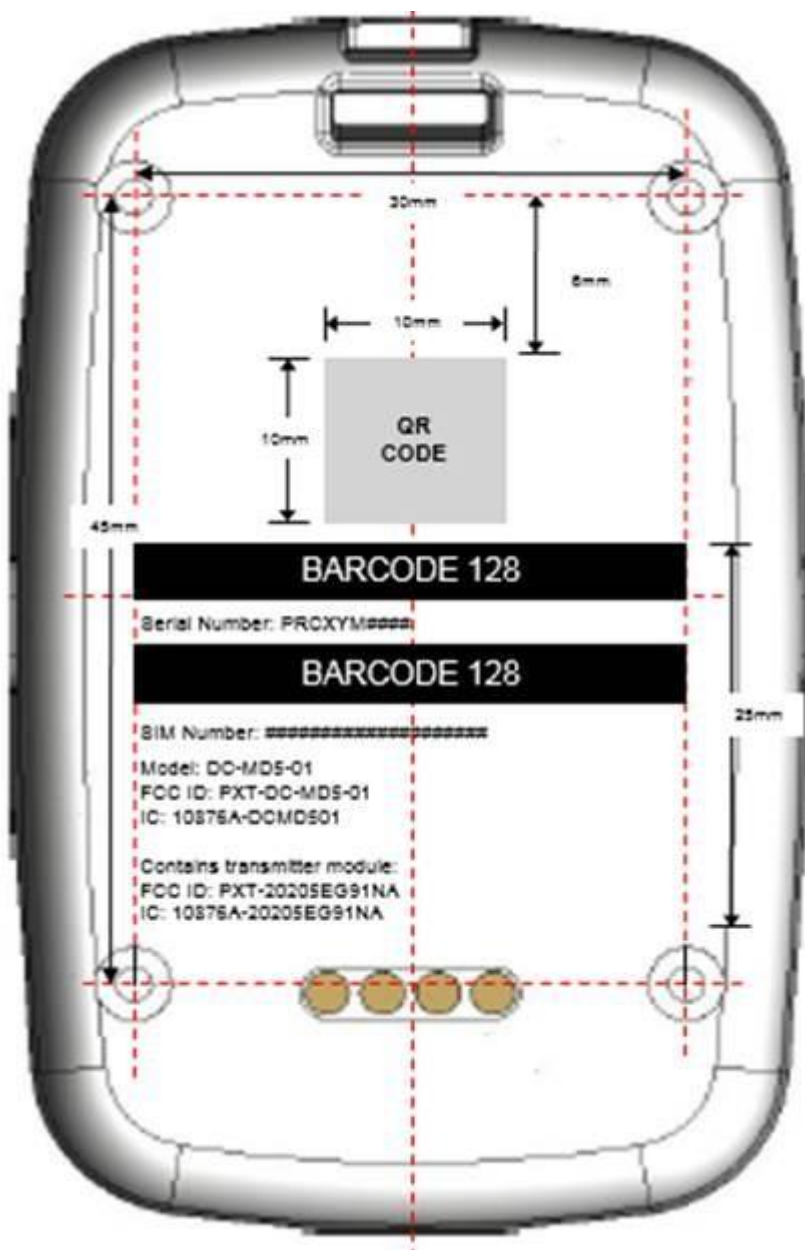 30mm
6mm
10mm
10mm
QR
CODE
45mm
BARCODE 128
Serial Number: PRCXYM####
BARCODE 128
25mm
SIM Number: ####################
Model: DC-MD5-01
FCC ID: PXT-DC-MD5-01
IC: 10876A-DCMD501
Contains transmitter module:
FCC ID: PXT-20205EG91NA
IC: 10876A-20205EG91NA